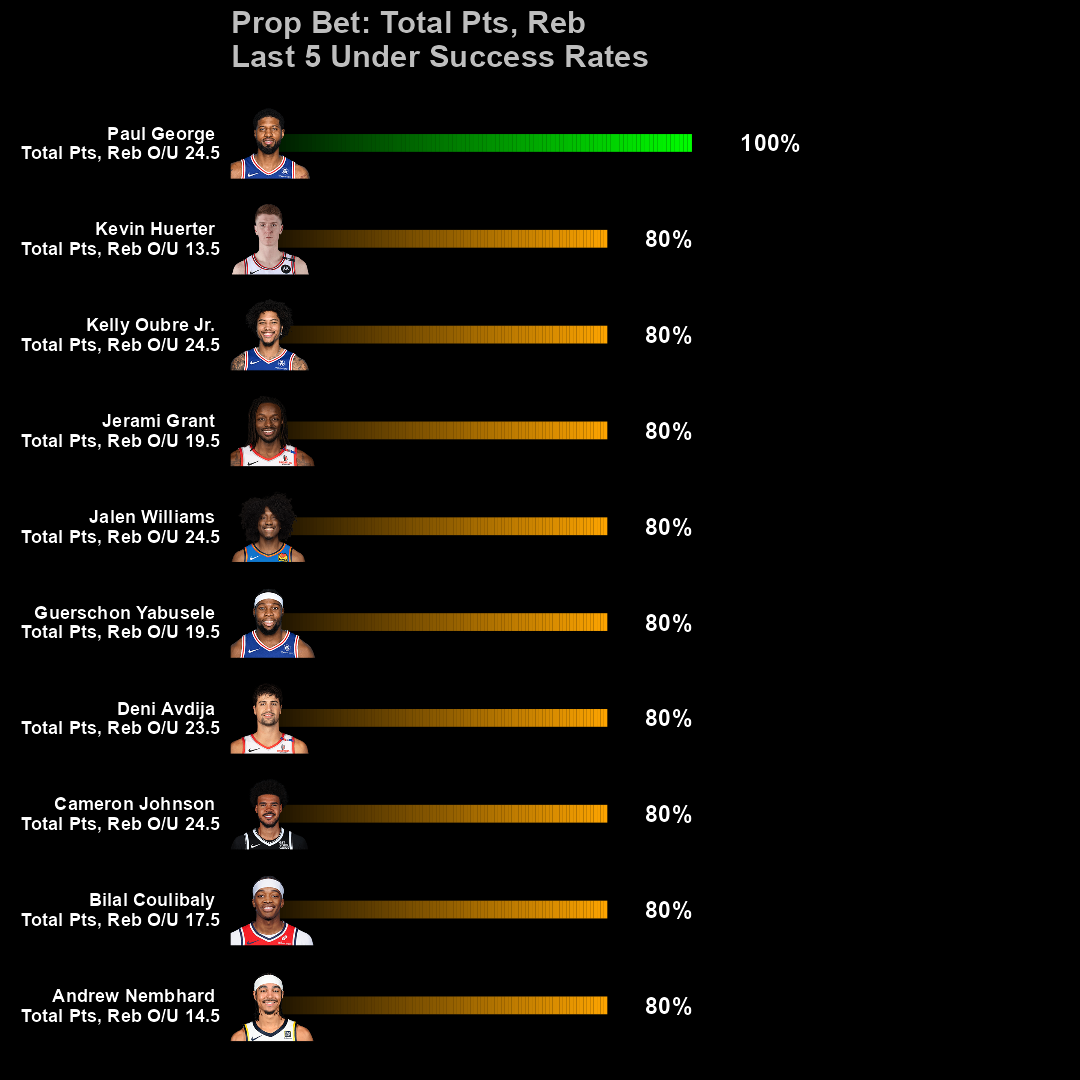 Prop Bet: Total Pts, Reb
Last 5 Under Success Rates
Paul George
Total Pts, Reb O/U 24.5
100%
Kevin Huerter
Total Pts, Reb O/U 13.5
80%
Kelly Oubre Jr.
Total Pts, Reb O/U 24.5
80%
Jerami Grant
Total Pts, Reb O/U 19.5
80%
Jalen Williams
Total Pts, Reb O/U 24.5
80%
Guerschon Yabusele
Total Pts, Reb O/U 19.5
80%
Deni Avdija
Total Pts, Reb O/U 23.5
80%
Cameron Johnson
Total Pts, Reb O/U 24.5
80%
Bilal Coulibaly
Total Pts, Reb O/U 17.5
80%
Andrew Nembhard
Total Pts, Reb O/U 14.5
80%